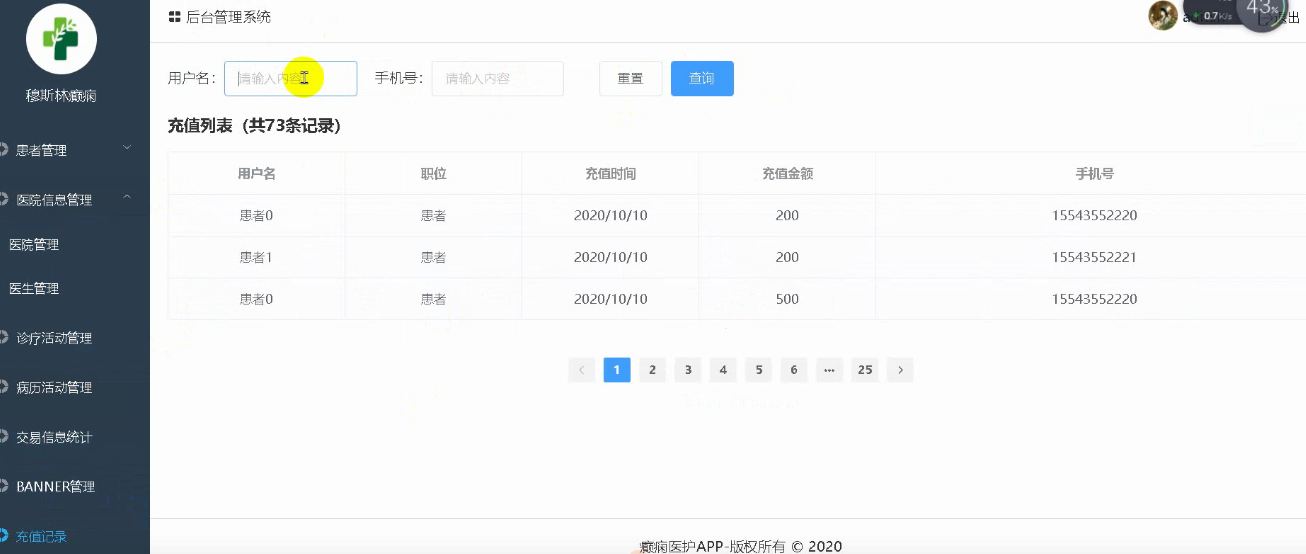 后台管理系统
43%
0.7K/s
出
穆斯林癫痫
用户名: 请输入内容 手机号: 请输入内容 重置 查询
充值列表（共73条记录）
患者管理
医院信息管理
医院管理
医生管理
诊疗活动管理
病历活动管理
交易信息统计
BANNER管理
充值记录
用户名 职位 充值时间 充值金额 手机号
患者0 患者 2020/10/10 200 15543552220
患者1 患者 2020/10/10 200 15543552221
患者0 患者 2020/10/10 500 15543552220
< 1 2 3 4 5 6 ··· 25 >
癫痫医护APP-版权所有 © 2020